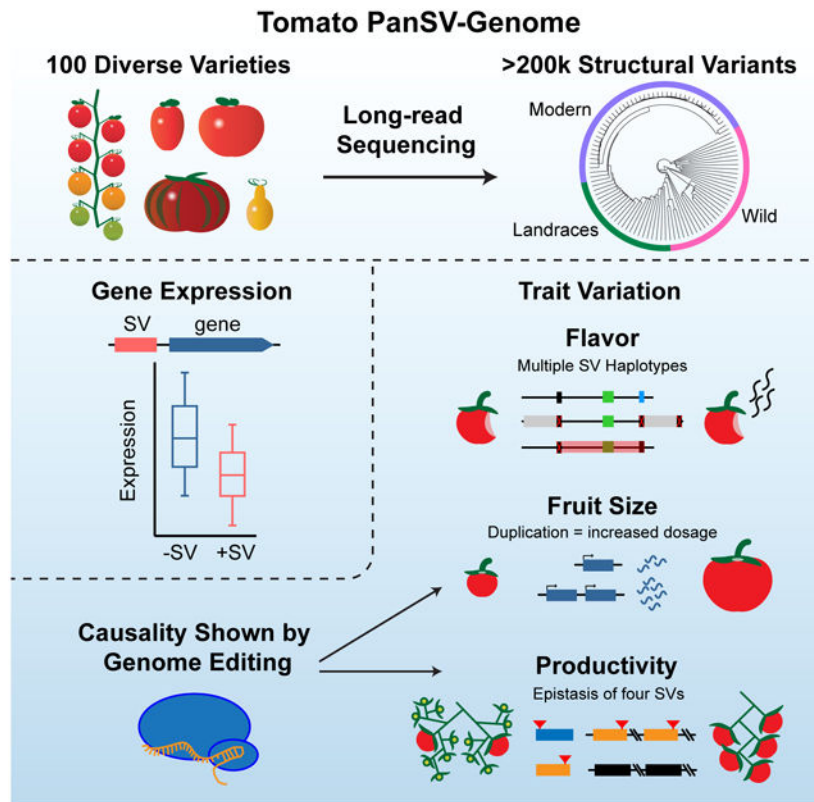 Tomato PanSV-Genome
100 Diverse Varieties
Long-read
Sequencing
>200k Structural Variants
Modern
Landraces
Wild
Gene Expression
SV
gene
Expression
-SV
+SV
Trait Variation
Flavor
Multiple SV Haplotypes
Fruit Size
Duplication = increased dosage
Causality Shown by
Genome Editing
Productivity
Epistasis of four SVs